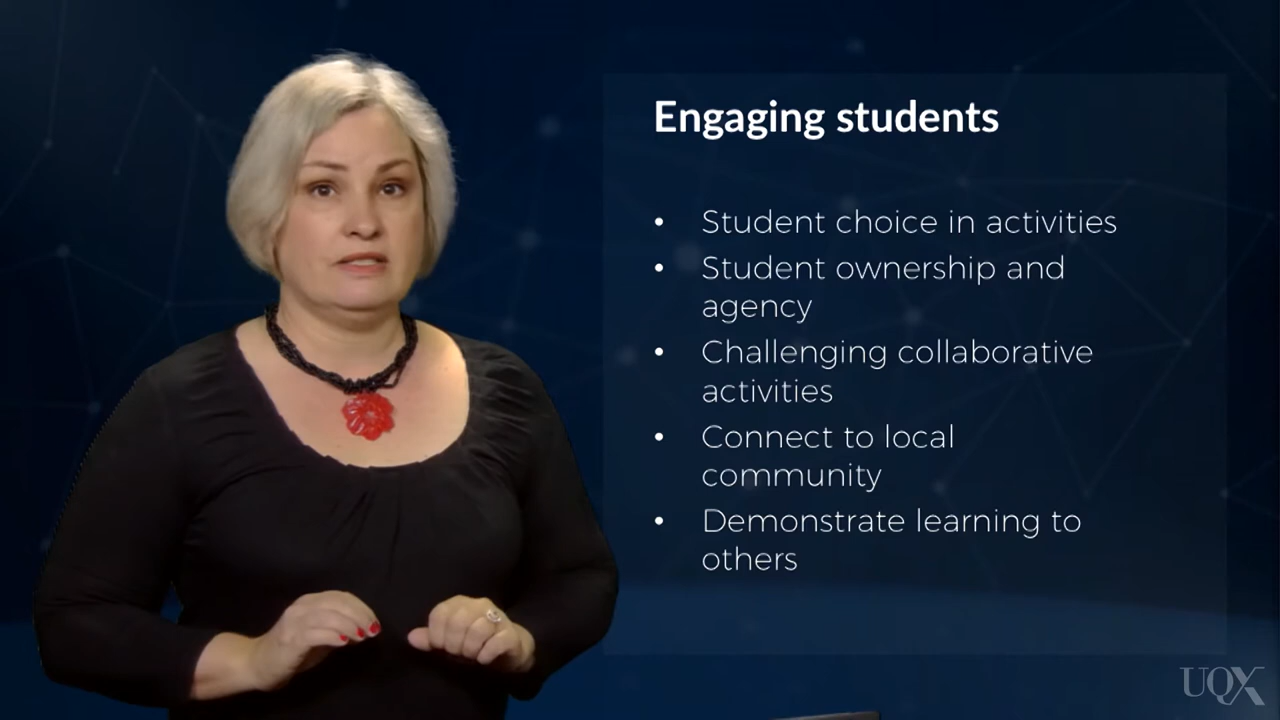 Engaging students
• Student choice in activities
• Student ownership and
agency
• Challenging collaborative
activities
• Connect to local
community
• Demonstrate learning to
others
UQX